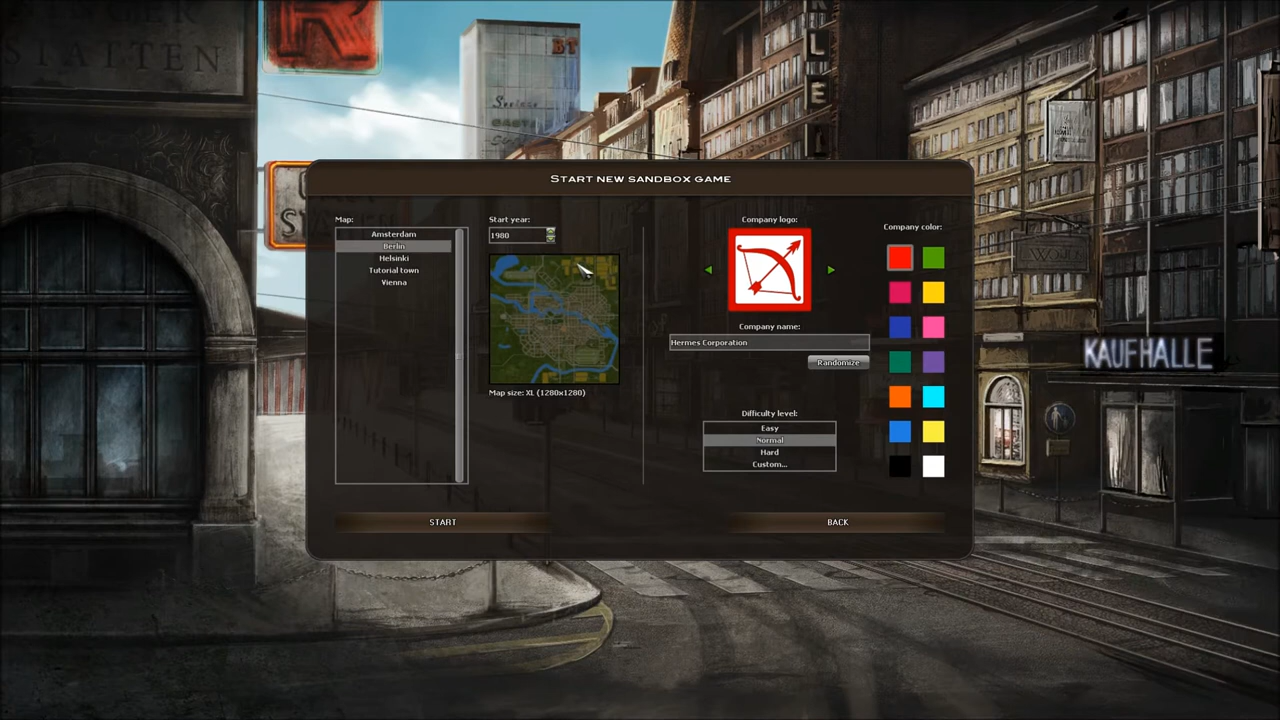 STATTEN
R
BT
START NEW SANDBOX GAME
Map:
Amsterdam
Berlin
Helsinki
Tutorial town
Vienna
Start year:
1980
Map size: XL (1280x1280)
Company logo:
Company name:
Hermes Corporation
Randomize
Difficulty level:
Easy
Normal
Hard
Custom...
Company color:
START
BACK
KAUFHALLE